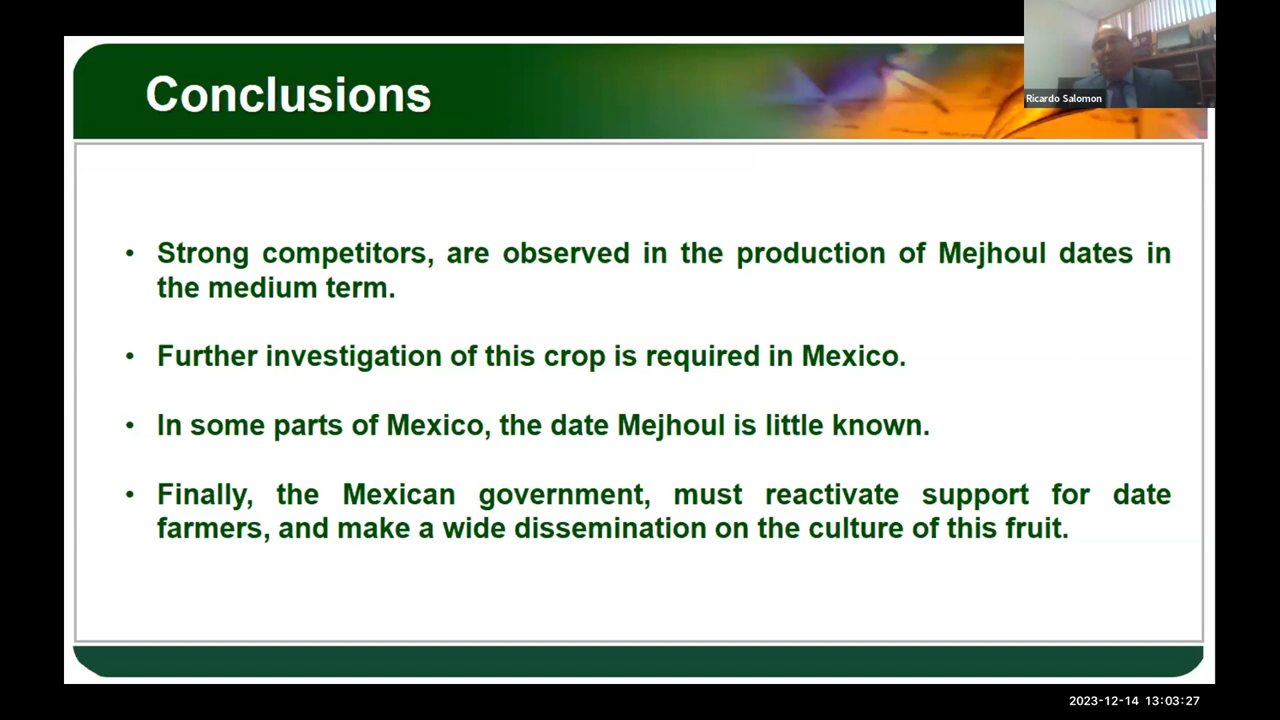 Conclusions
Ricardo Salomon
• Strong competitors, are observed in the production of Mejhoul dates in
the medium term.
• Further investigation of this crop is required in Mexico.
• In some parts of Mexico, the date Mejhoul is little known.
• Finally, the Mexican government, must reactivate support for date
farmers, and make a wide dissemination on the culture of this fruit.
2023-12-14 13:03:27